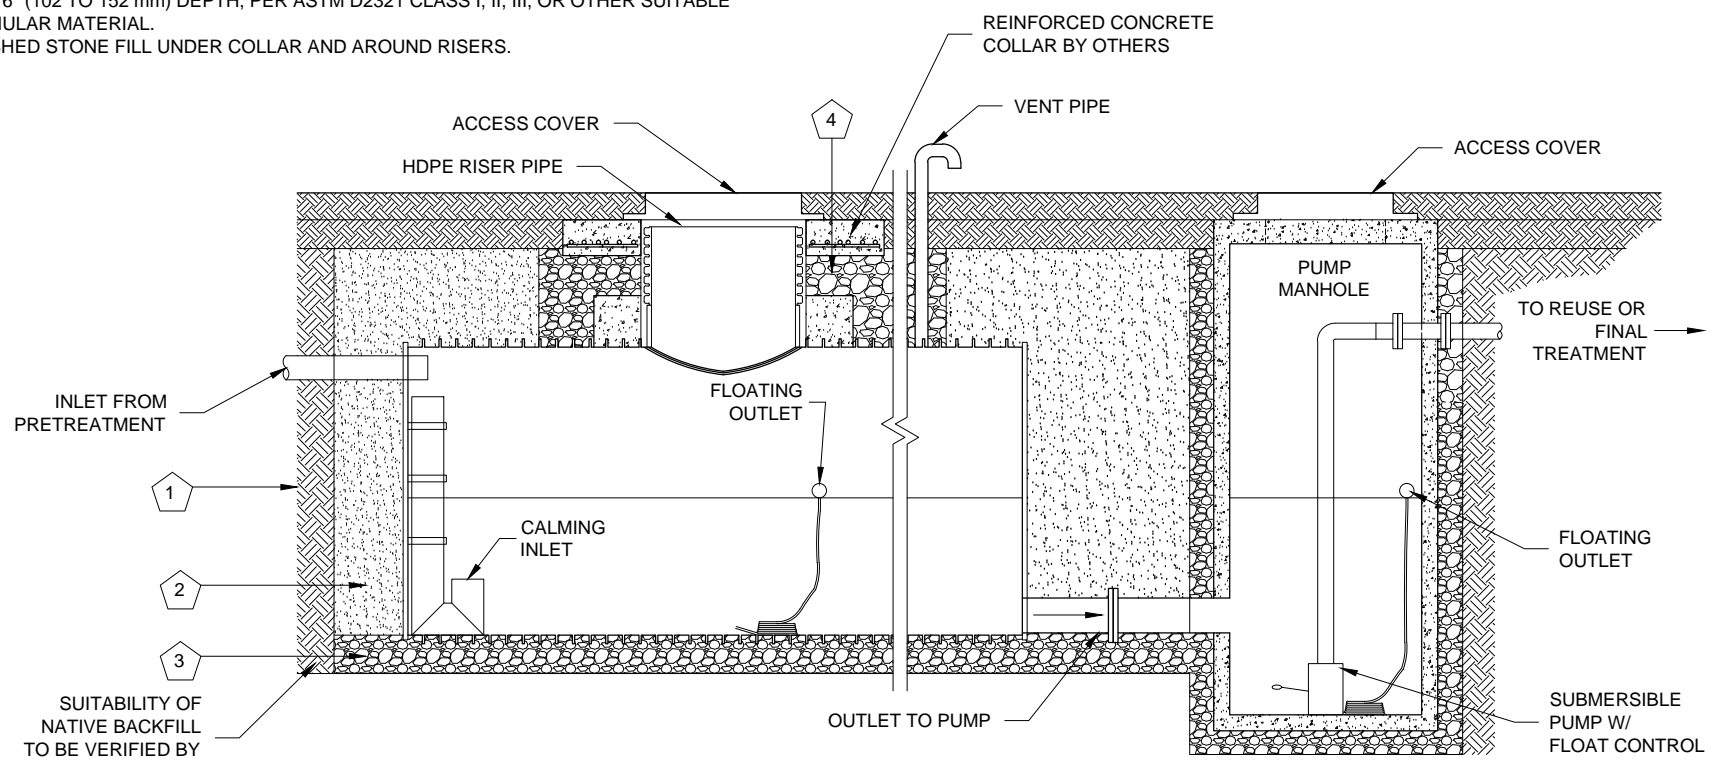 6" (102 TO 152 mm) DEPTH, PER ASTM D2321 CLASS I, II, III, OR OTHER SUITABLE
MATERIAL.
STONE FILL UNDER COLLAR AND AROUND RISERS.
REINFORCED CONCRETE
COLLAR BY OTHERS
4
VENT PIPE
ACCESS COVER
ACCESS COVER
HDPE RISER PIPE
PUMP
MANHOLE
TO REUSE OR
FINAL
TREATMENT
FLOATING
OUTLET
INLET FROM
PRETREATMENT
1
CALMING
INLET
FLOATING
OUTLET
2
3
SUITABILITY OF
NATIVE BACKFILL
TO BE VERIFIED BY
OUTLET TO PUMP
SUBMERSIBLE
PUMP W/
FLOAT CONTROL